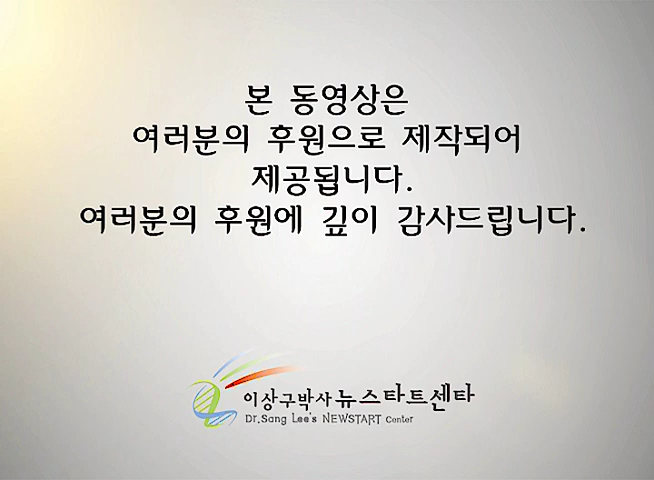 본 동영상은
여러분의 후원으로 제작되어
제공됩니다.
여러분의 후원에 깊이 감사드립니다.
이상구박사 뉴스타트센타
Dr.Sang Lee's NEWSTART Center